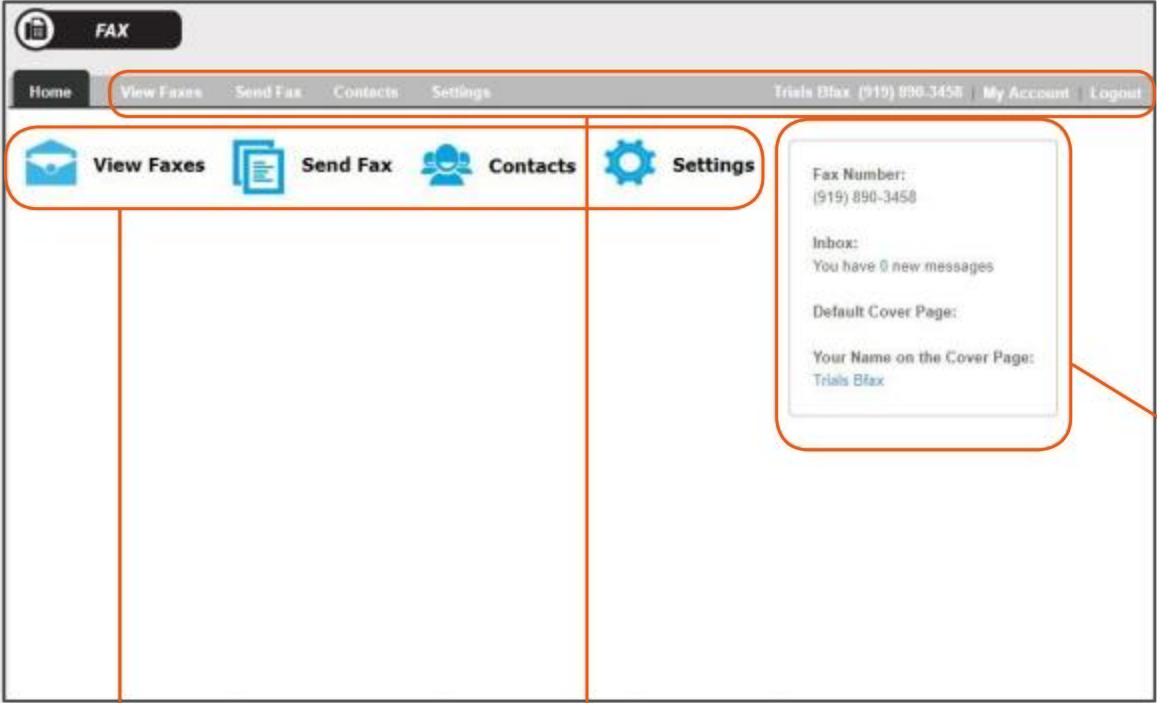 FAX
Home View Faxes Send Fax Contacts Settings Trials Bfax (919) 890-3458 | My Account | Logout
View Faxes Send Fax Contacts Settings
Fax Number:
(919) 890-3458
Inbox:
You have 0 new messages
Default Cover Page:
Your Name on the Cover Page:
Trials Bfax